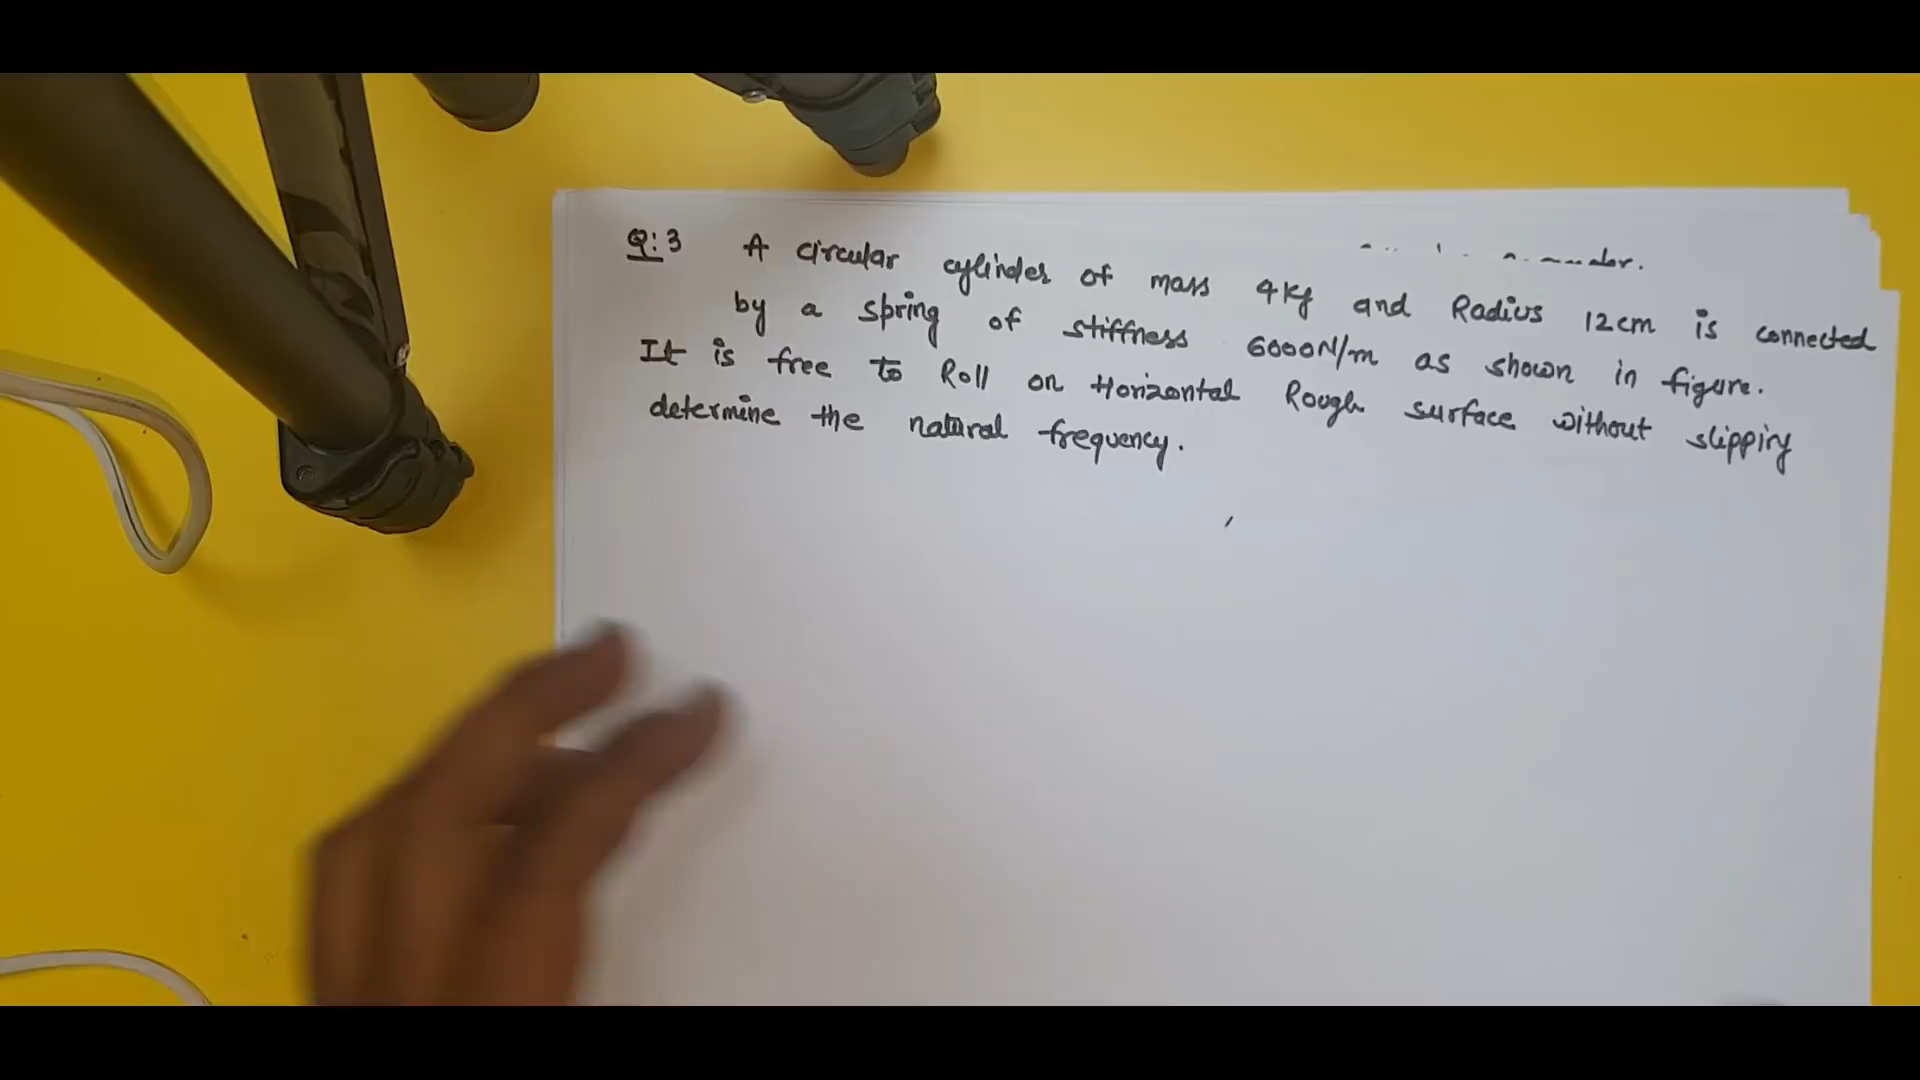 Q:3 A circular cylinder of mass 4Kg and Radius 12cm is connected
by a spring of stiffness 6000N/m as shown in figure.
It is free to Roll on Horizontal Rough surface without slipping
determine the natural frequency.